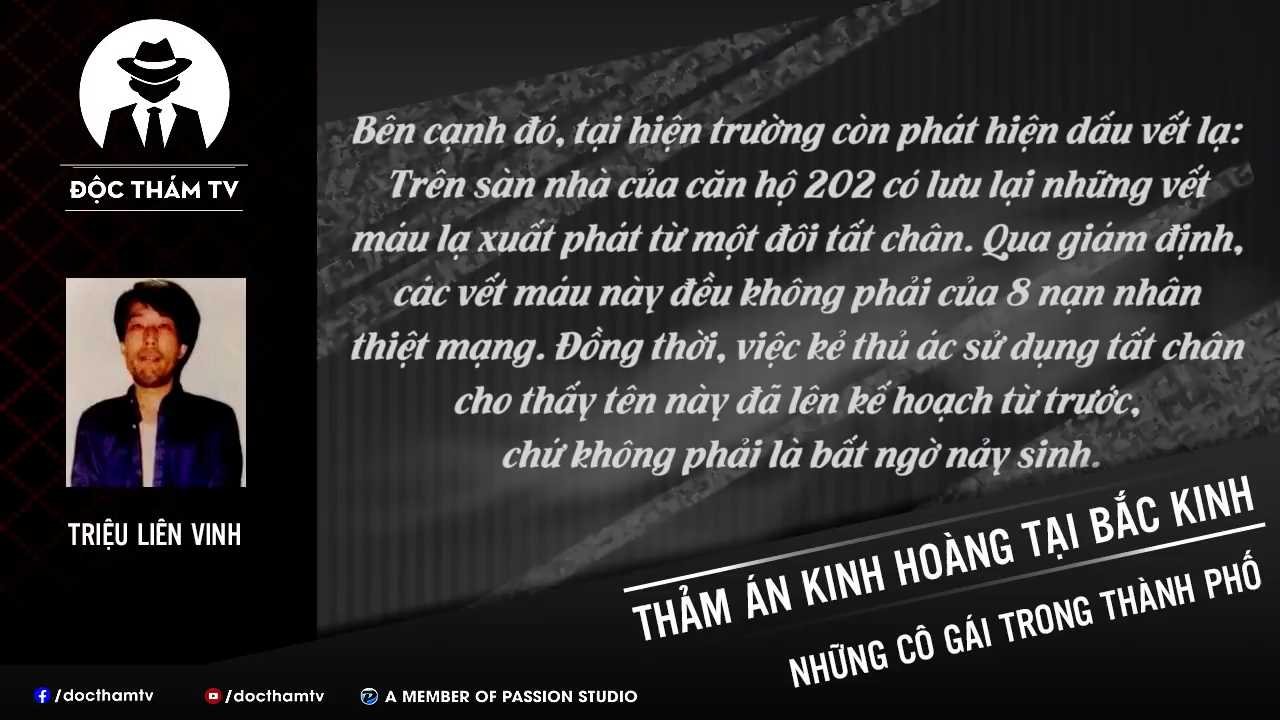 ĐỘC THÁM TV
TRIỆU LIÊN VINH
Bên cạnh đó, tại hiện trường còn phát hiện dấu vết lạ:
Trên sàn nhà của căn hộ 202 có lưu lại những vết
máu lạ xuất phát từ một đôi tất chân. Qua giám định,
các vết máu này đều không phải của 8 nạn nhân
thiệt mạng. Đồng thời, việc kẻ thủ ác sử dụng tất chân
cho thấy tên này đã lên kế hoạch từ trước,
chứ không phải là bất ngờ nảy sinh.
THẢM ÁN KINH HOÀNG TẠI BẮC KINH
NHỮNG CÔ GÁI TRONG THÀNH PHỐ
/docthamtv
/docthamtv
A MEMBER OF PASSION STUDIO